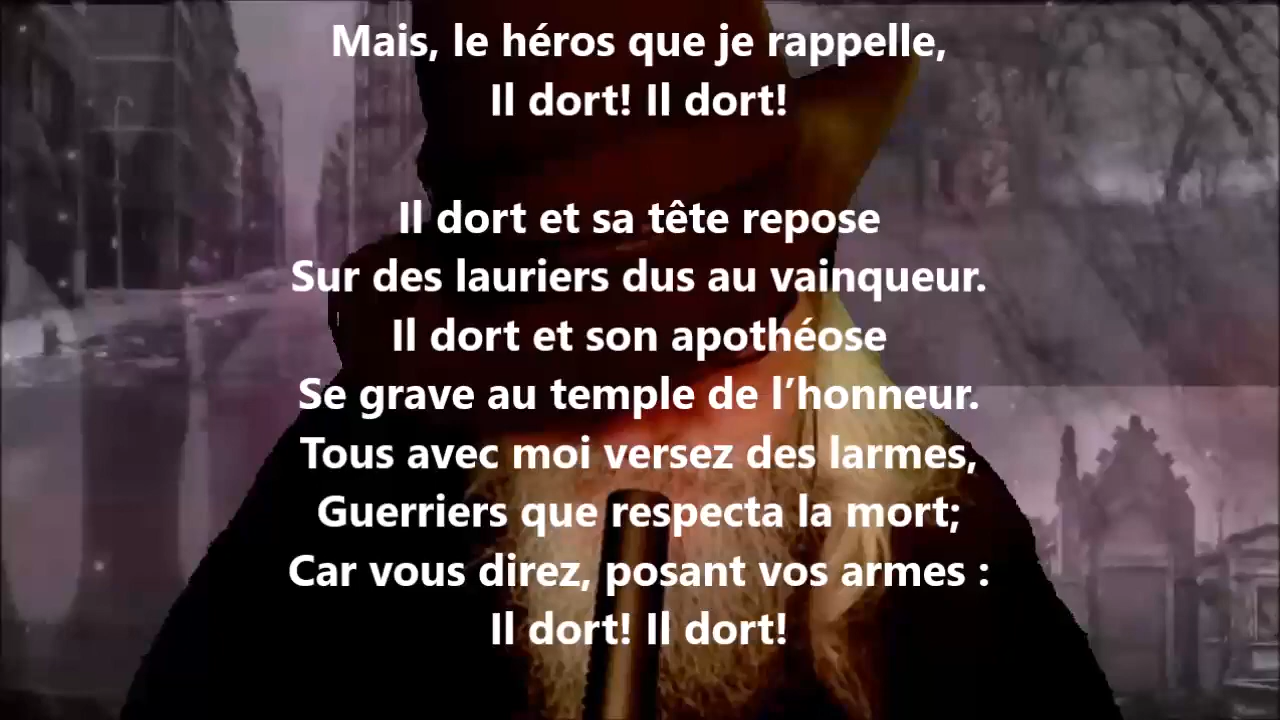 Mais, le héros que je rappelle,
Il dort! Il dort!
Il dort et sa tête repose
Sur des lauriers dus au vainqueur.
Il dort et son apothéose
Se grave au temple de l’honneur.
Tous avec moi versez des larmes,
Guerriers que respecta la mort;
Car vous direz, posant vos armes :
Il dort! Il dort!